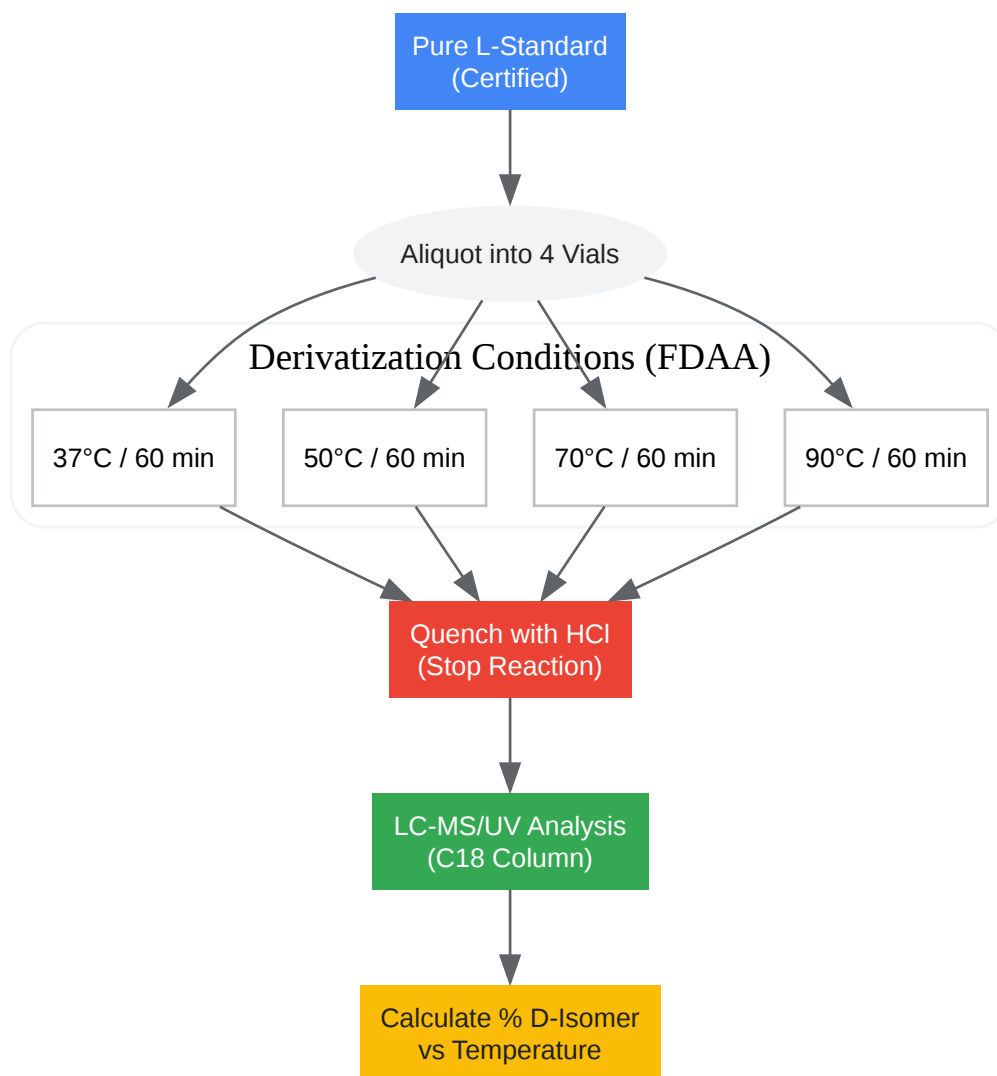 Pure L-Standard
(Certified)
Aliquot into 4 Vials
Derivatization Conditions (FDAA)
37°C / 60 min
50°C / 60 min
70°C / 60 min
90°C / 60 min
Quench with HCl
(Stop Reaction)
LC-MS/UV Analysis
(C18 Column)
Calculate % D-Isomer
vs Temperature